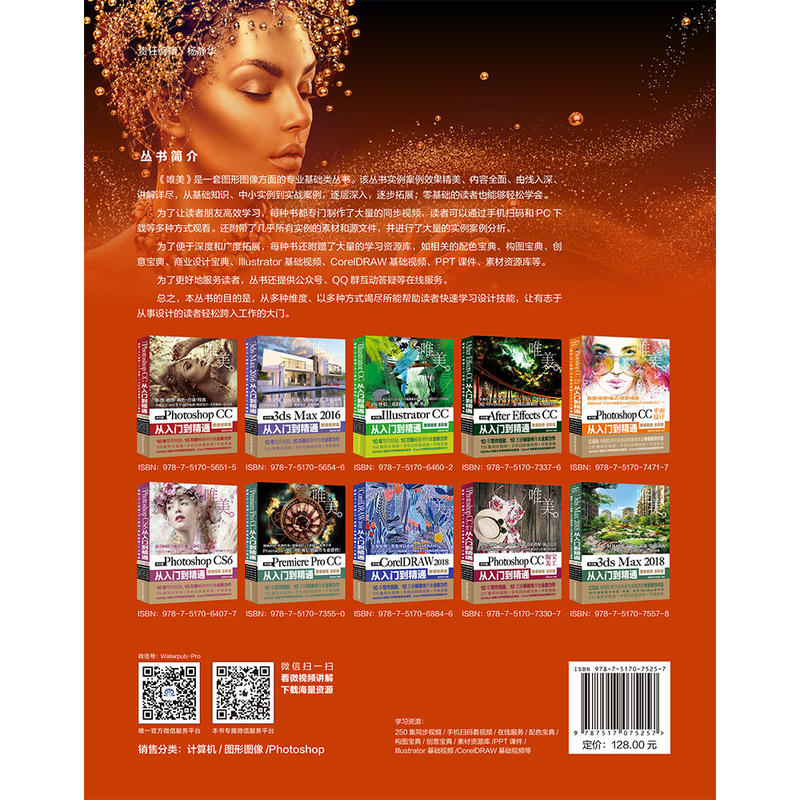 责任编辑：杨静华
丛书简介
《唯美》是一套图形图像方面的专业基础类丛书。该丛书实例案例效果精美、内容全面、由浅入深、
讲解详尽，从基础知识、中小实例到实战案例，逐层深入，逐步拓展；零基础的读者也能够轻松学会。
为了让读者朋友高效学习，每种书都专门制作了大量的同步视频，读者可以通过手机扫码和PC下
载等多种方式观看。还附带了几乎所有实例的素材和源文件，并进行了大量的实例案例分析。
为了便于深度和广度拓展，每种书还附赠了大量的学习资源库，如相关的配色宝典、构图宝典、创
意宝典、商业设计宝典、Illustrator 基础视频、CorelDRAW 基础视频、PPT 课件、素材资源库等。
为了更好地服务读者，丛书还提供公众号、QQ 群互动答疑等在线服务。
总之，本丛书的目的是，从多种维度、以多种方式竭尽所能帮助读者快速学习设计技能，让有志于
从事设计的读者轻松跨入工作的大门。
唯美
Photoshop CC
从入门到精通
唯美
3ds Max 2016
从入门到精通
唯美
Illustrator CC
从入门到精通
唯美
After Effects CC
从入门到精通
Photoshop CC 平面设计
从入门到精通
ISBN: 978-7-5170-5651-5
ISBN: 978-7-5170-5654-6
ISBN: 978-7-5170-6460-2
ISBN: 978-7-5170-7337-6
ISBN: 978-7-5170-7471-7
唯美
Photoshop CS6
从入门到精通
唯美
Premiere Pro CC
从入门到精通
唯美
CorelDRAW 2018
从入门到精通
唯美
Photoshop CC 淘宝美工
从入门到精通
唯美
3ds Max 2018
从入门到精通
ISBN: 978-7-5170-6407-7
ISBN: 978-7-5170-7355-0
ISBN: 978-7-5170-6884-6
ISBN: 978-7-5170-7330-7
ISBN: 978-7-5170-7557-8
微信号：Waterpub-Pro
微信扫一扫
看微视频讲解
下载海量资源
唯一官方微信服务平台
本书专属微信服务平台
销售分类：计算机 / 图形图像 /Photoshop
学习资源：
250 集同步视频 / 手机扫码看视频 / 在线服务 / 配色宝典 /
构图宝典 / 创意宝典 / 素材资源库 /PPT 课件 /
Illustrator 基础视频 /CorelDRAW 基础视频等
ISBN 978-7-5170-7525-7
9 787517 075257 >
定价：128.00 元